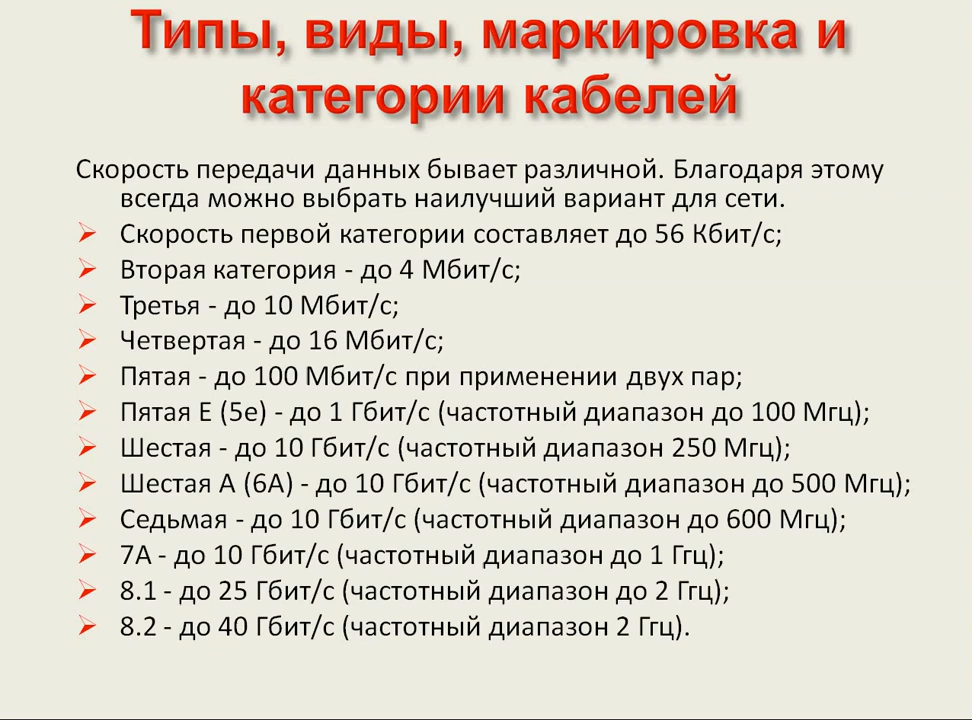 Типы, виды, маркировка и
категории кабелей
Скорость передачи данных бывает различной. Благодаря этому
всегда можно выбрать наилучший вариант для сети.
Скорость первой категории составляет до 56 Кбит/с;
Вторая категория - до 4 Мбит/с;
Третья - до 10 Мбит/с;
Четвертая - до 16 Мбит/с;
Пятая - до 100 Мбит/с при применении двух пар;
Пятая Е (5е) - до 1 Гбит/с (частотный диапазон до 100 Мгц);
Шестая - до 10 Гбит/с (частотный диапазон 250 Мгц);
Шестая А (6А) - до 10 Гбит/с (частотный диапазон до 500 Мгц);
Седьмая - до 10 Гбит/с (частотный диапазон до 600 Мгц);
7А - до 10 Гбит/с (частотный диапазон до 1 Ггц);
8.1 - до 25 Гбит/с (частотный диапазон до 2 Ггц);
8.2 - до 40 Гбит/с (частотный диапазон 2 Ггц).